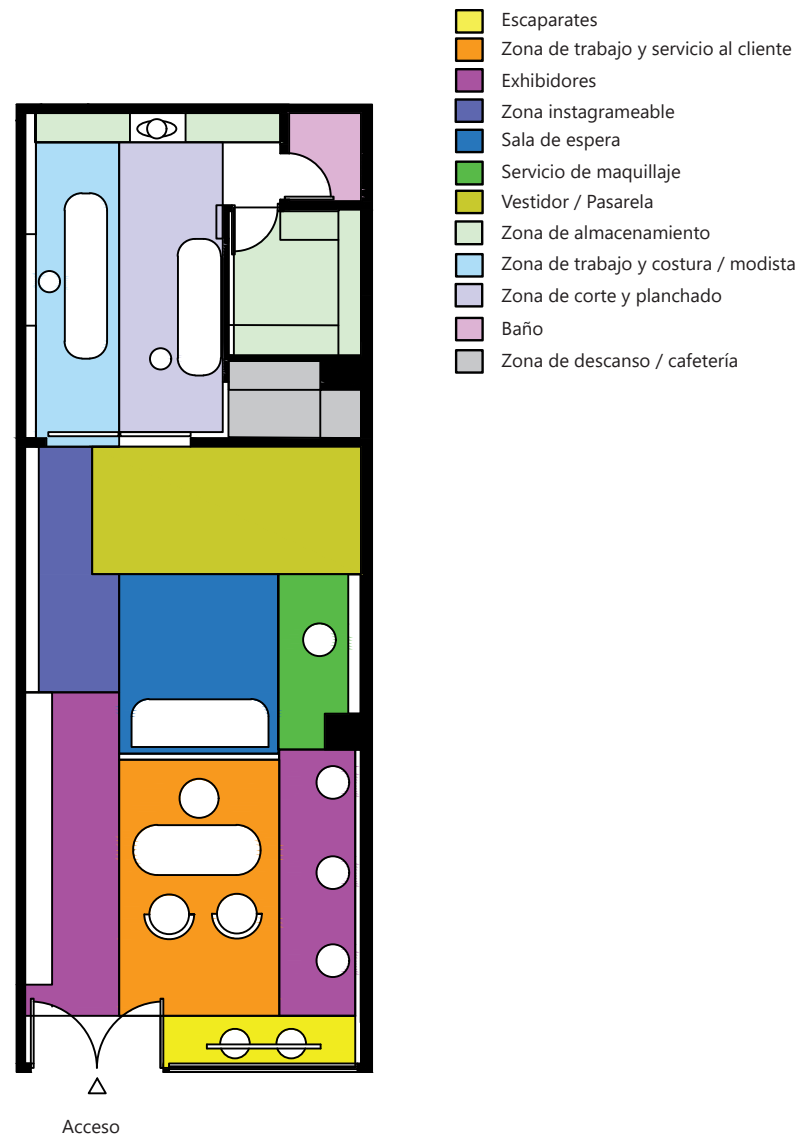 Escaparates
Zona de trabajo y servicio al cliente
Exhibidores
Zona instagrameable
Sala de espera
Servicio de maquillaje
Vestidor / Pasarela
Zona de almacenamiento
Zona de trabajo y costura / modista
Zona de corte y planchado
Baño
Zona de descanso / cafetería
Acceso